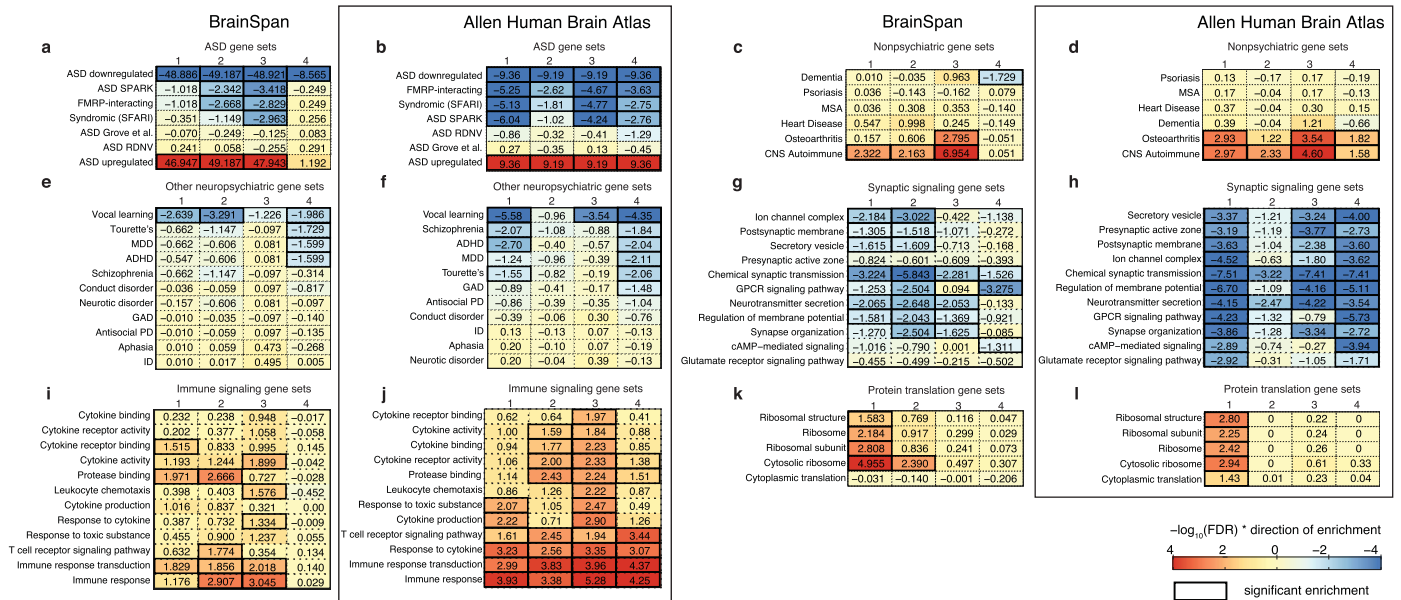 BrainSpan
Allen Human Brain Atlas
BrainSpan
Allen Human Brain Atlas
a
ASD gene sets
1 2 3 4
ASD downregulated −48.886 −49.187 −48.921 −8.565
ASD SPARK −1.018 −2.342 −3.418 −0.249
FMRP-interacting −1.018 −2.668 −2.829 0.249
Syndromic (SFARI) −0.351 −1.149 −2.963 0.256
ASD Grove et al. −0.070 −0.249 −0.125 0.083
ASD RDNV 0.241 0.058 −0.255 0.291
ASD upregulated 46.947 49.187 47.943 1.192
b
ASD gene sets
1 2 3 4
ASD downregulated −9.36 −9.19 −9.19 −9.36
FMRP-interacting −5.25 −2.62 −4.67 −3.63
Syndromic (SFARI) −5.13 −1.81 −4.77 −2.75
ASD SPARK −6.04 −1.02 −4.24 −2.76
ASD RDNV −0.86 −0.32 −0.41 −1.29
ASD Grove et al. 0.27 −0.35 0.13 −0.45
ASD upregulated 9.36 9.19 9.19 9.36
c
Nonpsychiatric gene sets
1 2 3 4
Dementia 0.010 −0.035 0.963 −1.729
Psoriasis 0.036 −0.143 −0.162 0.079
MSA 0.036 0.308 0.353 −0.140
Heart Disease 0.547 0.998 0.245 −0.149
Osteoarthritis 0.157 0.606 2.795 −0.051
CNS Autoimmune 2.322 2.163 6.954 0.051
d
Nonpsychiatric gene sets
1 2 3 4
Psoriasis 0.13 −0.17 0.17 −0.19
MSA 0.17 −0.04 0.17 −0.13
Heart Disease 0.37 −0.04 0.30 0.15
Dementia 0.39 −0.04 1.21 −0.66
Osteoarthritis 2.93 1.22 3.54 1.82
CNS Autoimmune 2.97 2.33 4.60 1.58
e
Other neuropsychiatric gene sets
1 2 3 4
Vocal learning −2.639 −3.291 −1.226 −1.986
Tourette's −0.662 −1.147 −0.097 −1.729
MDD −0.662 −0.606 0.081 −1.599
ADHD −0.547 −0.606 0.081 −1.599
Schizophrenia −0.662 −1.147 −0.097 −0.314
Conduct disorder −0.036 −0.059 0.097 −0.817
Neurotic disorder −0.157 −0.606 0.081 −0.097
GAD −0.010 −0.035 −0.097 −0.140
Antisocial PD −0.010 −0.059 0.097 −0.135
Aphasia 0.010 0.059 0.473 −0.268
ID 0.010 0.017 0.495 0.005
f
Other neuropsychiatric gene sets
1 2 3 4
Vocal learning −5.58 −0.96 −3.54 −4.35
Schizophrenia −2.07 −1.08 −0.88 −1.84
ADHD −2.70 −0.40 −0.57 −2.04
MDD −1.24 −0.96 −0.39 −2.11
Tourette's −1.55 −0.82 −0.19 −2.06
GAD −0.89 −0.41 −0.17 −1.48
Antisocial PD −0.86 −0.39 −0.35 −1.04
Conduct disorder −0.39 −0.06 0.30 −0.76
ID 0.13 −0.13 0.07 −0.13
Aphasia 0.20 −0.10 0.07 −0.19
Neurotic disorder 0.20 −0.04 0.39 −0.13
g
Synaptic signaling gene sets
1 2 3 4
Ion channel complex −2.184 −3.022 −0.422 −1.138
Postsynaptic membrane −1.305 −1.518 −1.071 −0.272
Secretory vesicle −1.615 −1.609 −0.713 −0.168
Presynaptic active zone −0.824 −0.601 −0.609 −0.393
Chemical synaptic transmission −3.224 −5.843 −2.281 −1.526
GPCR signaling pathway −1.253 −2.504 0.094 −3.275
Neurotransmitter secretion −2.065 −2.648 −2.053 −0.133
Regulation of membrane potential −1.581 −2.043 −1.369 −0.921
Synapse organization −1.270 −2.504 −1.625 −0.085
cAMP−mediated signaling −1.016 −0.790 0.001 −1.311
Glutamate receptor signaling pathway −0.455 −0.499 −0.215 −0.502
h
Synaptic signaling gene sets
1 2 3 4
Secretory vesicle −3.37 −1.21 −3.24 −4.00
Presynaptic active zone −3.19 −1.19 −3.77 −2.73
Postsynaptic membrane −3.63 −1.04 −2.38 −3.60
Ion channel complex −4.52 −0.63 −1.80 −3.62
Chemical synaptic transmission −7.51 −3.22 −7.41 −7.41
Regulation of membrane potential −6.70 −1.09 −4.16 −5.11
Neurotransmitter secretion −4.15 −2.47 −4.22 −3.54
GPCR signaling pathway −4.23 −1.32 −0.79 −5.73
Synapse organization −3.86 −1.28 −3.34 −2.72
cAMP−mediated signaling −2.89 −0.74 −0.27 −3.94
Glutamate receptor signaling pathway −2.92 −0.31 −1.05 −1.71
i
Immune signaling gene sets
1 2 3 4
Cytokine binding 0.232 0.238 0.948 −0.017
Cytokine receptor activity 0.202 0.377 1.058 −0.058
Cytokine receptor binding 1.515 0.833 0.995 0.145
Cytokine activity 1.193 1.244 1.899 −0.042
Protease binding 1.971 2.666 0.727 −0.028
Leukocyte chemotaxis 0.398 0.403 1.576 −0.452
Cytokine production 1.016 0.837 0.321 0.00
Response to cytokine 0.387 0.732 1.334 −0.009
Response to toxic substance 0.455 0.900 1.237 0.055
T cell receptor signaling pathway 0.632 1.774 0.354 0.134
Immune response transduction 1.829 1.856 2.018 0.140
Immune response 1.176 2.907 3.045 0.029
j
Immune signaling gene sets
1 2 3 4
Cytokine receptor binding 0.62 0.64 1.97 0.41
Cytokine activity 1.00 1.59 1.84 0.88
Cytokine binding 0.94 1.77 2.23 0.85
Cytokine receptor activity 1.06 2.00 2.33 1.38
Protease binding 1.14 2.43 2.24 1.51
Leukocyte chemotaxis 0.86 1.26 2.22 0.87
Response to toxic substance 2.07 1.05 2.47 0.49
Cytokine production 2.22 0.71 2.90 1.26
T cell receptor signaling pathway 1.61 2.45 1.94 3.44
Response to cytokine 3.23 2.56 3.35 3.07
Immune response transduction 2.99 3.83 3.96 4.37
Immune response 3.93 3.38 5.28 4.25
k
Protein translation gene sets
1 2 3 4
Ribosomal structure 1.583 0.769 0.116 0.047
Ribosome 2.184 0.917 0.299 0.029
Ribosomal subunit 2.808 0.836 0.241 0.073
Cytosolic ribosome 4.955 2.390 0.497 0.307
Cytoplasmic translation −0.031 −0.140 −0.001 −0.206
l
Protein translation gene sets
1 2 3 4
Ribosomal structure 2.80 0 0.22 0
Ribosomal subunit 2.25 0 0.24 0
Ribosome 2.42 0 0.26 0
Cytosolic ribosome 2.94 0 0.61 0.33
Cytoplasmic translation 1.43 0.01 0.23 0.04
−log10(FDR) * direction of enrichment
4 2 0 −2 −4
significant enrichment